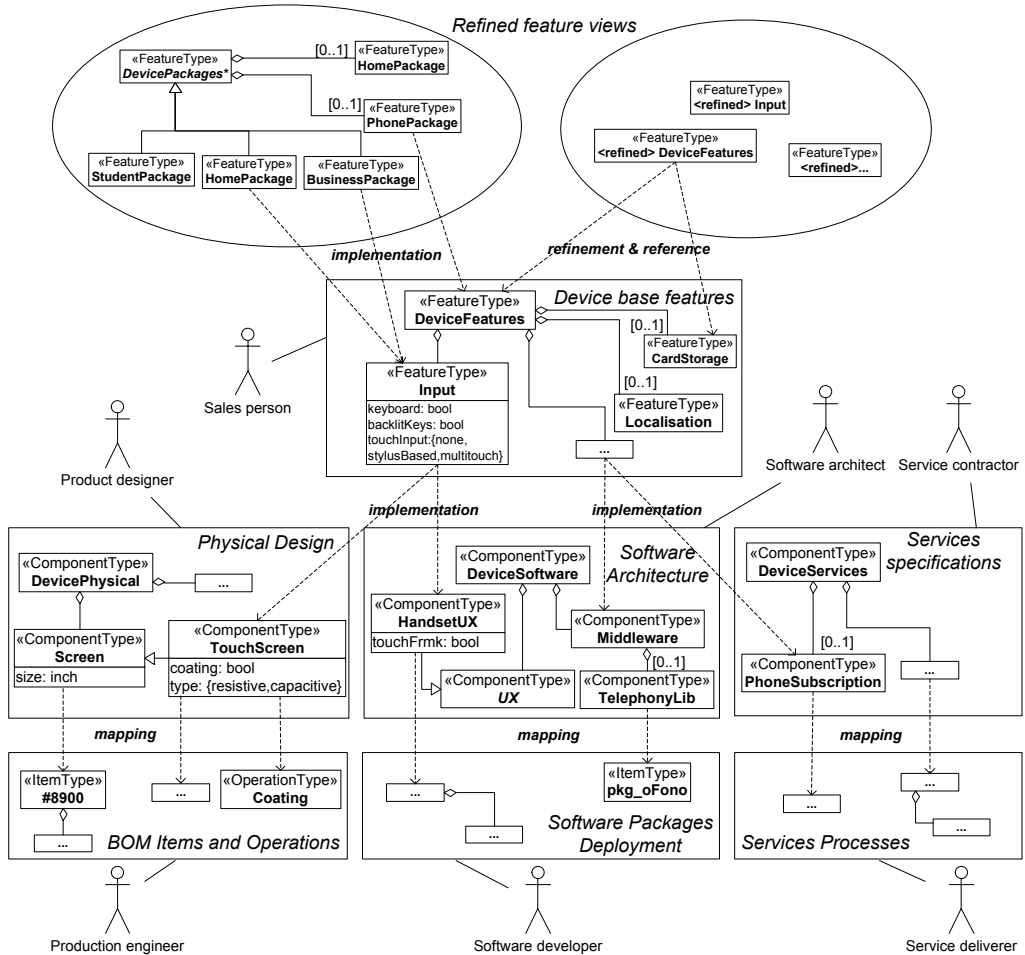 Refined feature views
«FeatureType»
DevicePackages*
[0..1]
«FeatureType»
HomePackage
[0..1]
«FeatureType»
PhonePackage
«FeatureType»
StudentPackage
«FeatureType»
HomePackage
«FeatureType»
BusinessPackage
«FeatureType»
<refined> Input
«FeatureType»
<refined> DeviceFeatures
«FeatureType»
<refined>...
implementation
refinement & reference
Device base features
«FeatureType»
DeviceFeatures
[0..1]
«FeatureType»
CardStorage
«FeatureType»
Input
keyboard: bool
backlitKeys: bool
touchInput:{none,
stylusBased,multitouch}
[0..1]
«FeatureType»
Localisation
...
Sales person
Product designer
Software architect
Service contractor
implementation
implementation
Physical Design
«ComponentType»
DevicePhysical
...
«ComponentType»
Screen
size: inch
«ComponentType»
TouchScreen
coating: bool
type: {resistive,capacitive}
Software
Architecture
«ComponentType»
DeviceSoftware
«ComponentType»
HandsetUX
touchFrmk: bool
«ComponentType»
Middleware
[0..1]
«ComponentType»
UX
«ComponentType»
TelephonyLib
Services
specifications
«ComponentType»
DeviceServices
[0..1]
«ComponentType»
PhoneSubscription
...
mapping
mapping
mapping
«ItemType»
#8900
...
...
«OperationType»
Coating
BOM Items and Operations
...
...
«ItemType»
pkg_oFono
Software Packages
Deployment
...
...
...
Services Processes
Production engineer
Software developer
Service deliverer